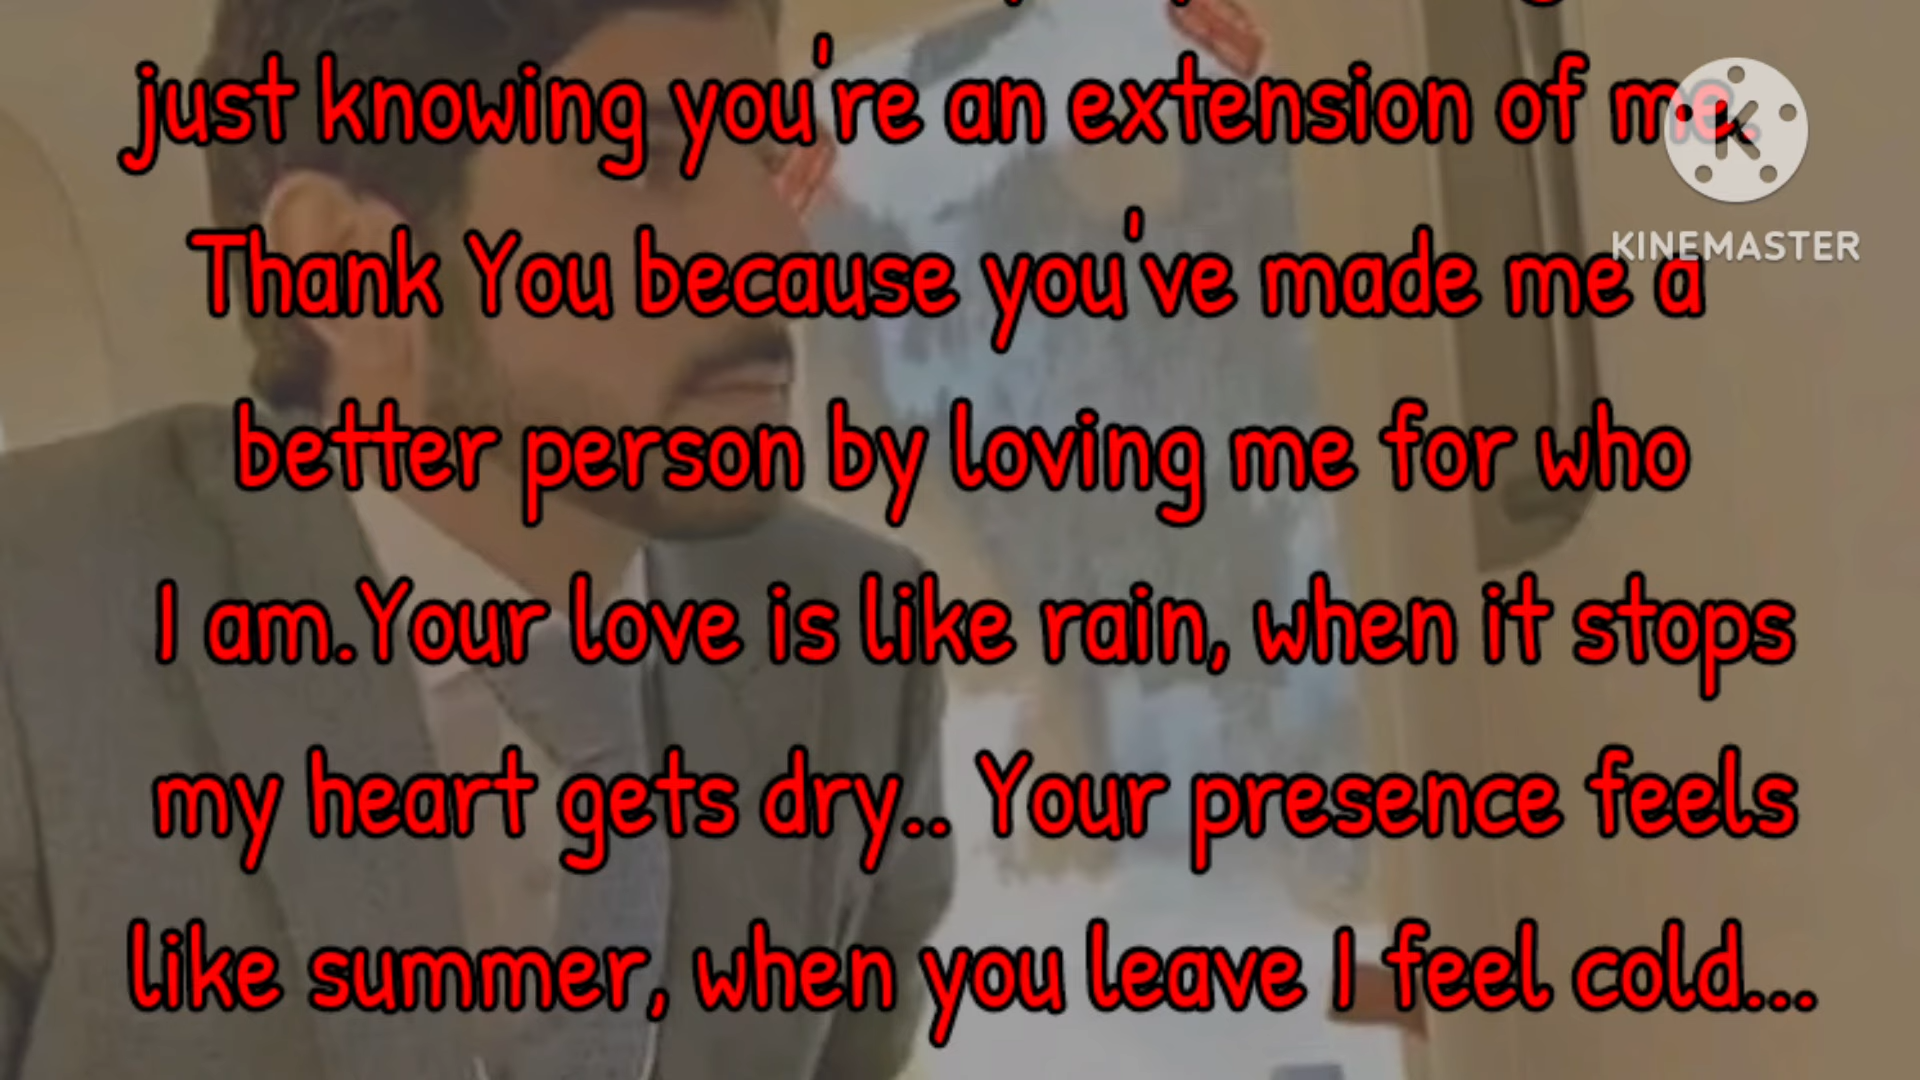 just knowing you're an extension of me.
Thank You because you've made me a
better person by loving me for who
I am.Your love is like rain, when it stops
my heart gets dry.. Your presence feels
like summer, when you leave I feel cold...
KINEMASTER